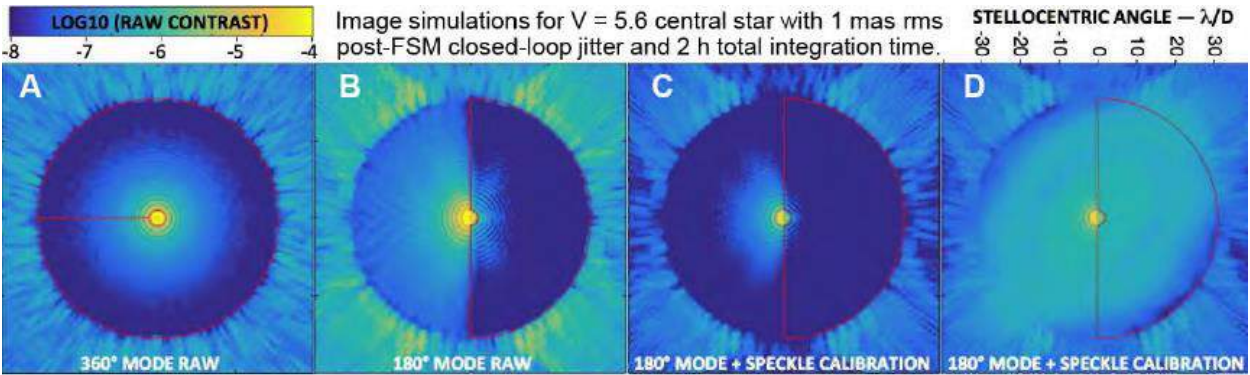 LOG10 (RAW CONTRAST)
-8 -7 -6 -5 -4
Image simulations for V = 5.6 central star with 1 mas rms
post-FSM closed-loop jitter and 2 h total integration time.
STELLOCENTRIC ANGLE — λ/D
-30 -20 -10 0 10 20 30
A B C D
360° MODE RAW
180° MODE RAW
180° MODE + SPECKLE CALIBRATION
180° MODE + SPECKLE CALIBRATION